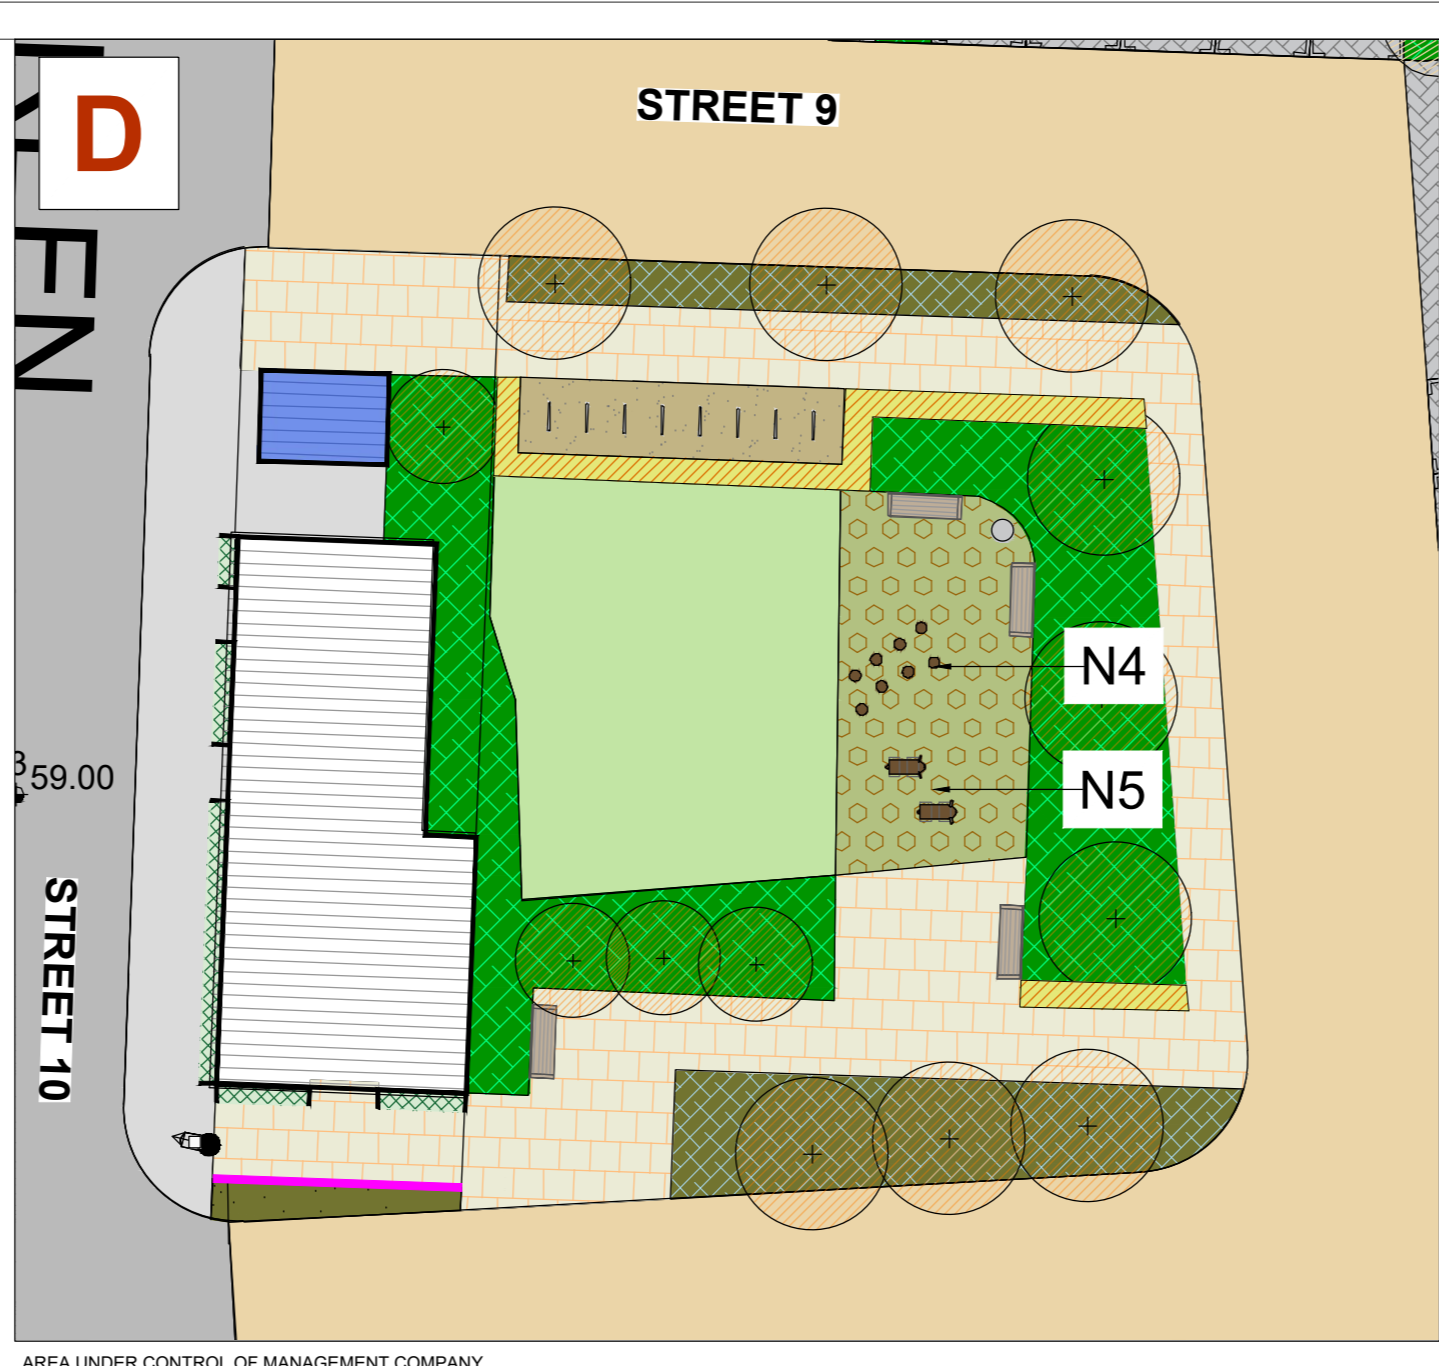 D
STREET 9
N4
N5
59.00
STREET 10
AREA UNDER CONTROL OF MANAGEMENT COMPANY